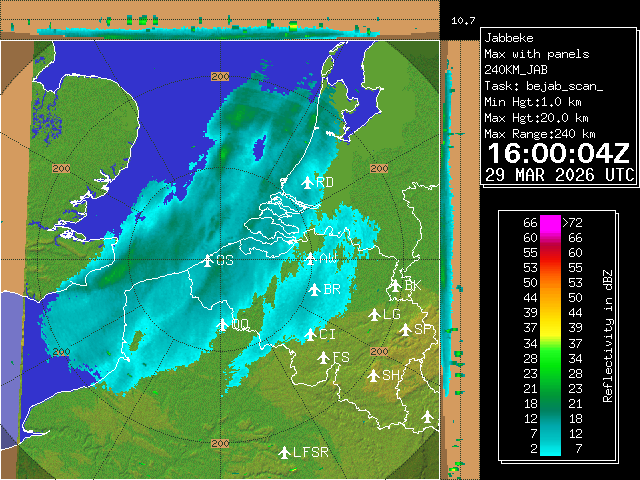 10.7
Jabbeke
Max with panels
240KM_JAB
Task: bejab_scan_
Min Hgt:1.0 km
Max Hgt:20.0 km
Max Range:240 km
16:00:04Z
29 MAR 2026 UTC
200
200
200
RD
OS
AW
BR
BK
LG
SP
QO
CI
FS
SH
200
200
200
LFSR
66 >72
60 66
55 60
53 55
50 53
44 50
39 44
37 39
34 37
28 34
23 28
21 23
18 21
12 18
7 12
2 7
Reflectivity in dBZ